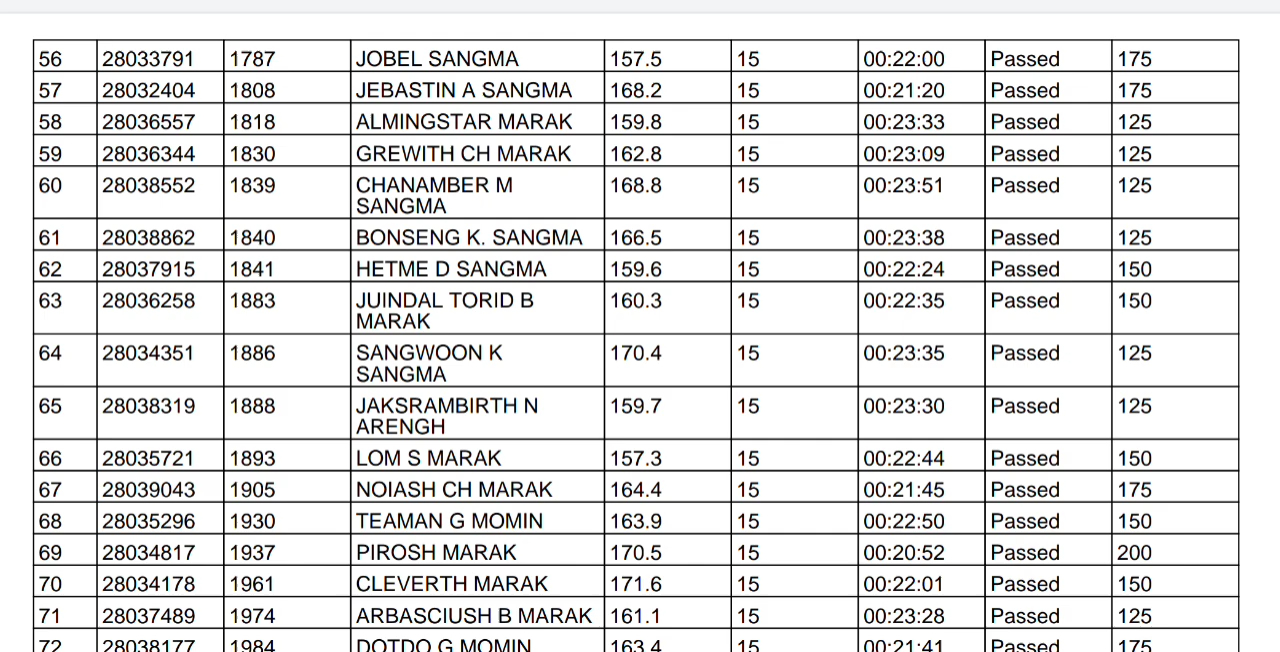 56 28033791 1787 JOBEL SANGMA 157.5 15 00:22:00 Passed 175
57 28032404 1808 JEBASTIN A SANGMA 168.2 15 00:21:20 Passed 175
58 28036557 1818 ALMINGSTAR MARAK 159.8 15 00:23:33 Passed 125
59 28036344 1830 GREWITH CH MARAK 162.8 15 00:23:09 Passed 125
60 28038552 1839 CHANAMBER M 168.8 15 00:23:51 Passed 125
SANGMA
61 28038862 1840 BONSENG K. SANGMA 166.5 15 00:23:38 Passed 125
62 28037915 1841 HETME D SANGMA 159.6 15 00:22:24 Passed 150
63 28036258 1883 JUINDAL TORID B 160.3 15 00:22:35 Passed 150
MARAK
64 28034351 1886 SANGWOON K 170.4 15 00:23:35 Passed 125
SANGMA
65 28038319 1888 JAKSRAMBIRTH N 159.7 15 00:23:30 Passed 125
ARENGH
66 28035721 1893 LOM S MARAK 157.3 15 00:22:44 Passed 150
67 28039043 1905 NOIASH CH MARAK 164.4 15 00:21:45 Passed 175
68 28035296 1930 TEAMAN G MOMIN 163.9 15 00:22:50 Passed 150
69 28034817 1937 PIROSH MARAK 170.5 15 00:20:52 Passed 200
70 28034178 1961 CLEVERTH MARAK 171.6 15 00:22:01 Passed 150
71 28037489 1974 ARBASCIUSH B MARAK 161.1 15 00:23:28 Passed 125
72 28038177 1984 DOTDO G MOMIN 163.4 15 00:21:41 Passed 175